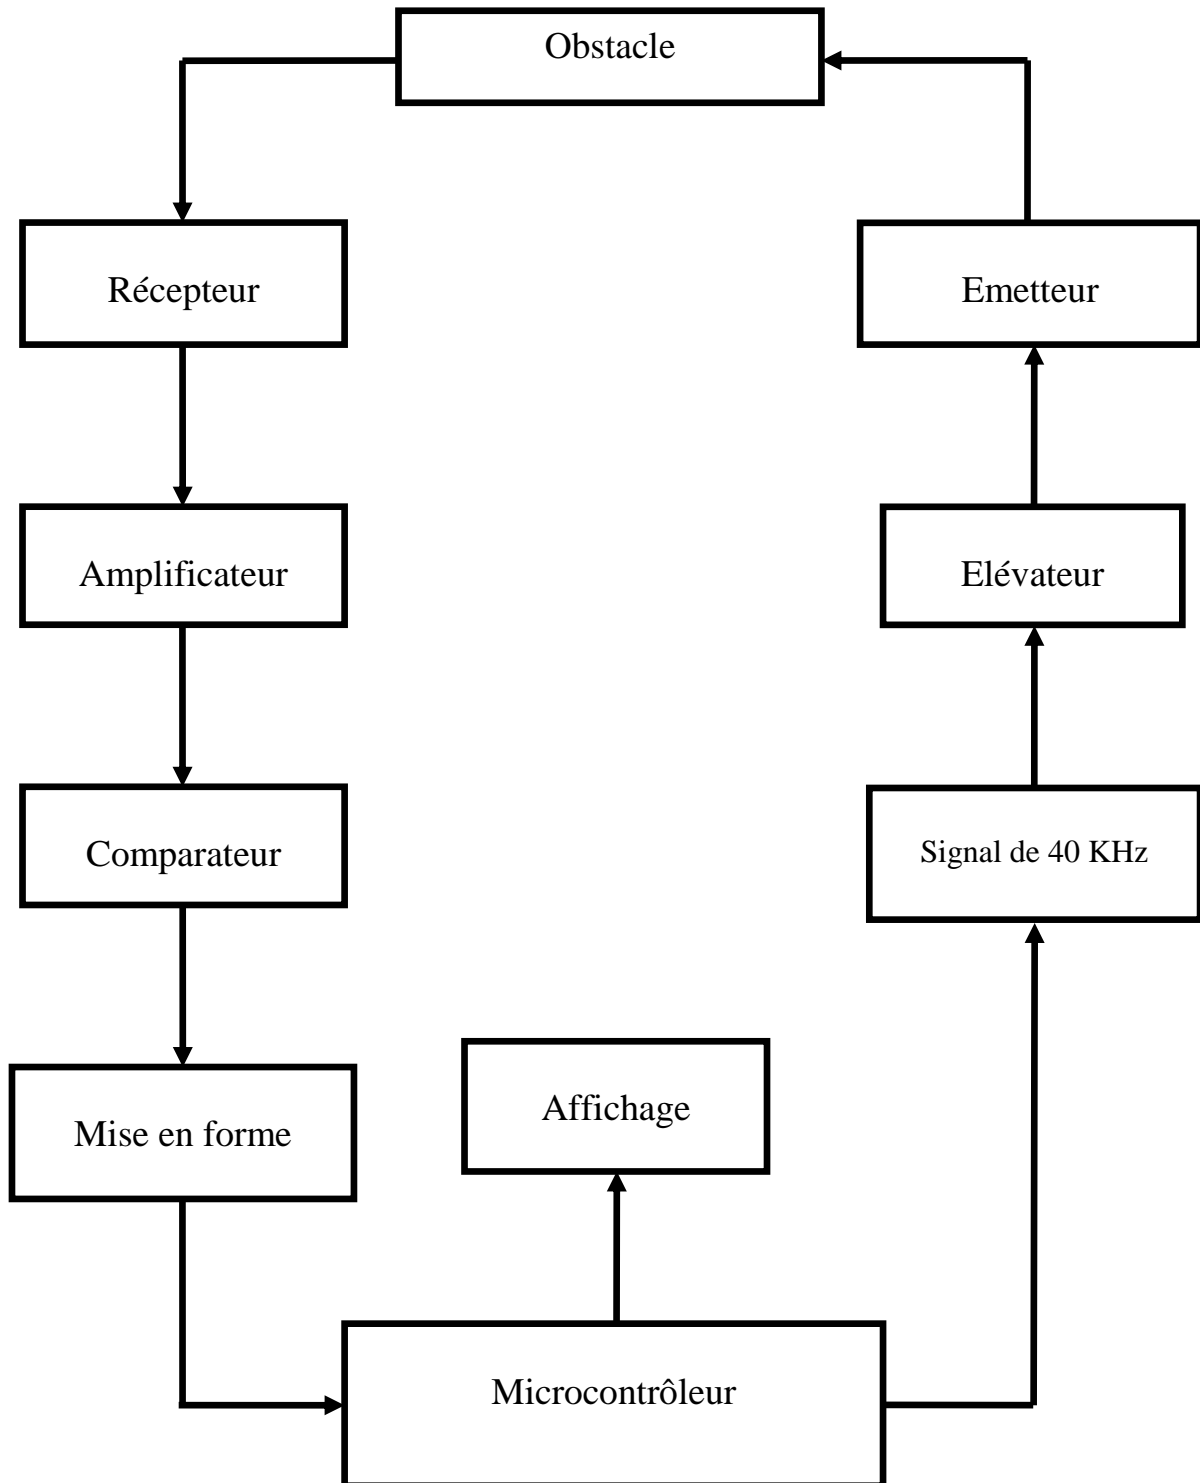 Obstacle
Récepteur
Emetteur
Amplificateur
Elévateur
Comparateur
Signal de 40 KHz
Mise en forme
Affichage
Microcontrôleur